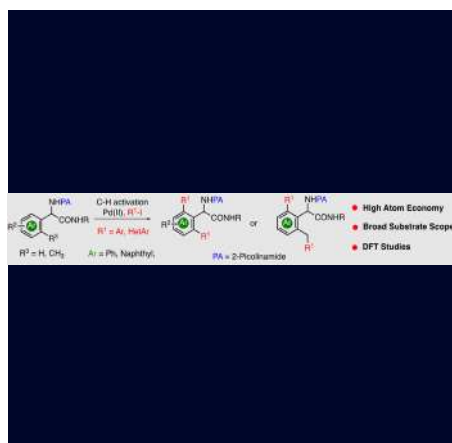 NHPA
CONHR
R²
Ar
R³
R³ = H, CH₃
C-H activation
Pd(II), R¹-I
R¹ = Ar, HetAr
Ar = Ph, Naphthyl,
R¹
NHPA
CONHR
R²
Ar
R¹
or
R¹
NHPA
CONHR
Ar
R¹
PA = 2-Picolinamide
High Atom Economy
Broad Substrate Scope
DFT Studies